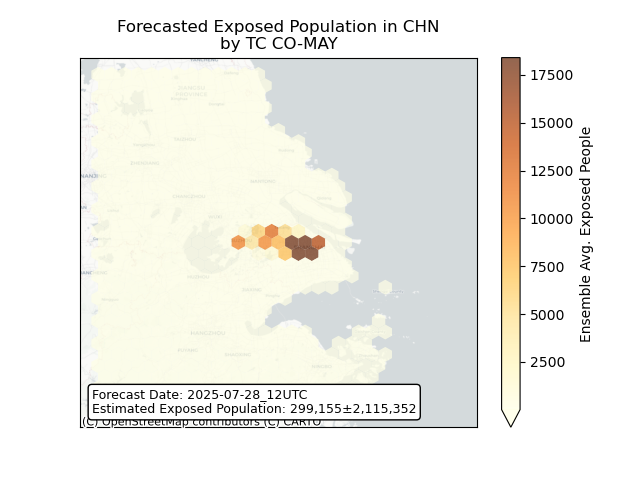 Forecasted Exposed Population in CHN
by TC CO-MAY
17500
15000
12500
10000
7500
5000
2500
Ensemble Avg. Exposed People
HANGZHOU
Forecast Date: 2025-07-28_12UTC
Estimated Exposed Population: 299,155±2,115,352
(C) OpenStreetMap contributors (C) CARTO